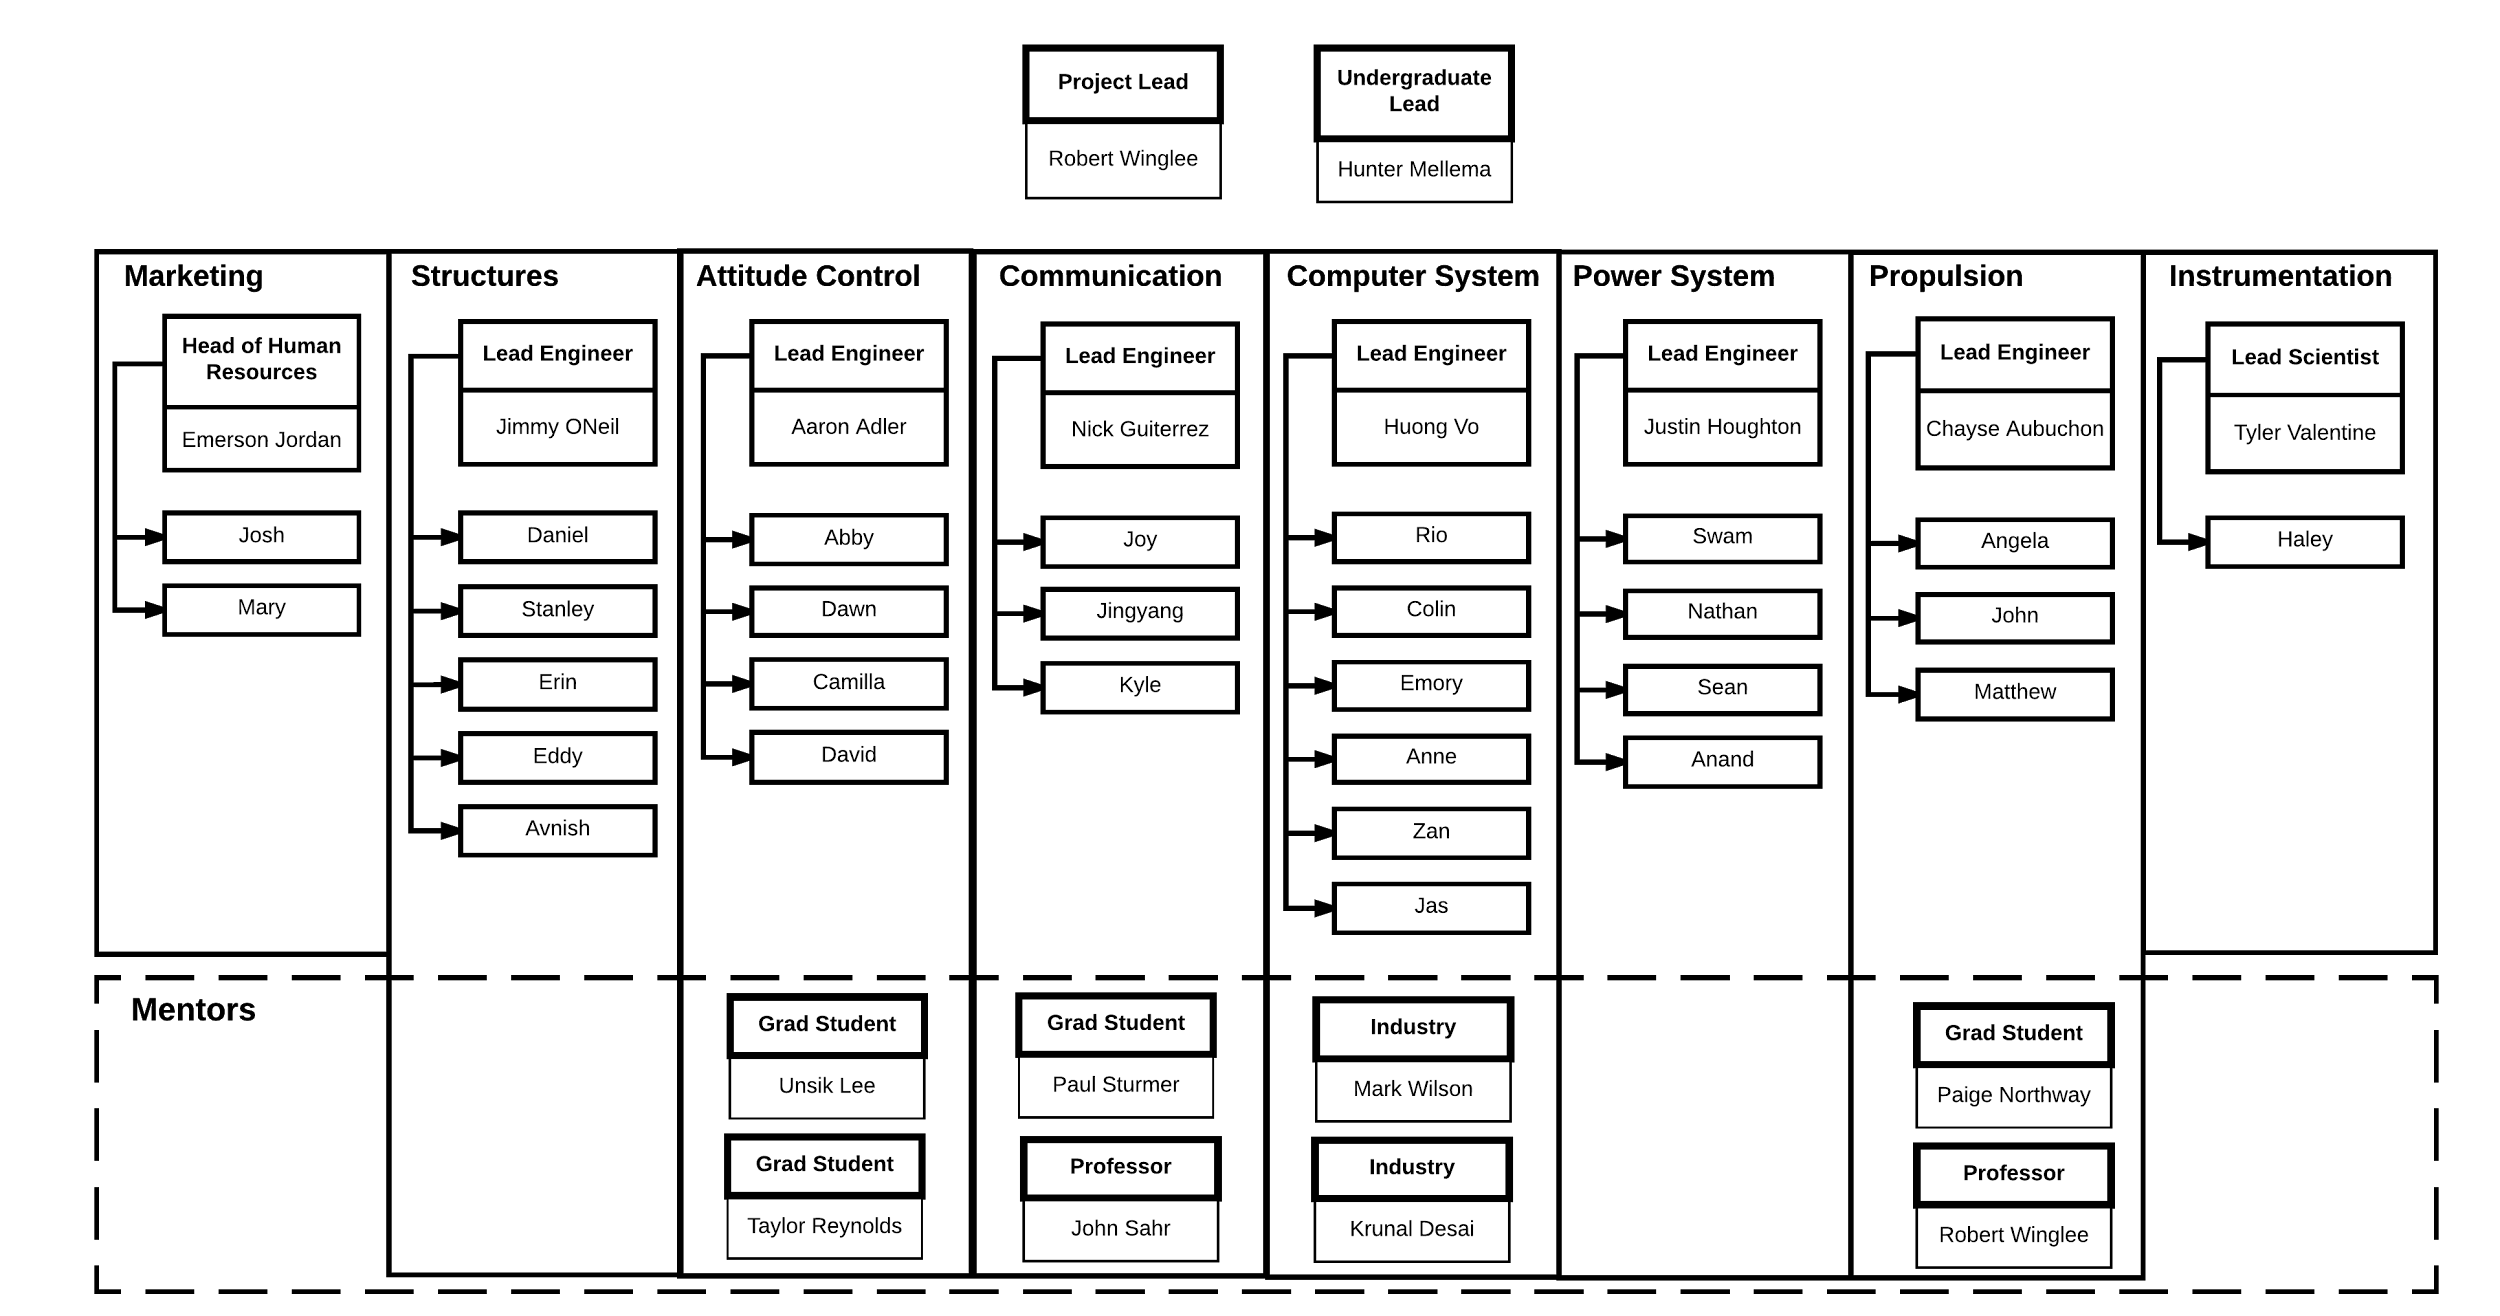 Project Lead
Robert Winglee
Undergraduate
Lead
Hunter Mellema
Marketing
Head of Human
Resources
Emerson Jordan
Josh
Mary
Structures
Lead Engineer
Jimmy ONeil
Daniel
Stanley
Erin
Eddy
Avnish
Attitude Control
Lead Engineer
Aaron Adler
Abby
Dawn
Camilla
David
Communication
Lead Engineer
Nick Guiterrez
Joy
Jingyang
Kyle
Computer System
Lead Engineer
Huong Vo
Rio
Colin
Emory
Anne
Zan
Jas
Power System
Lead Engineer
Justin Houghton
Swam
Nathan
Sean
Anand
Propulsion
Lead Engineer
Chayse Aubuchon
Angela
John
Matthew
Instrumentation
Lead Scientist
Tyler Valentine
Haley
Mentors
Grad Student
Unsik Lee
Grad Student
Taylor Reynolds
Grad Student
Paul Sturmer
Professor
John Sahr
Industry
Mark Wilson
Industry
Krunal Desai
Grad Student
Paige Northway
Professor
Robert Winglee